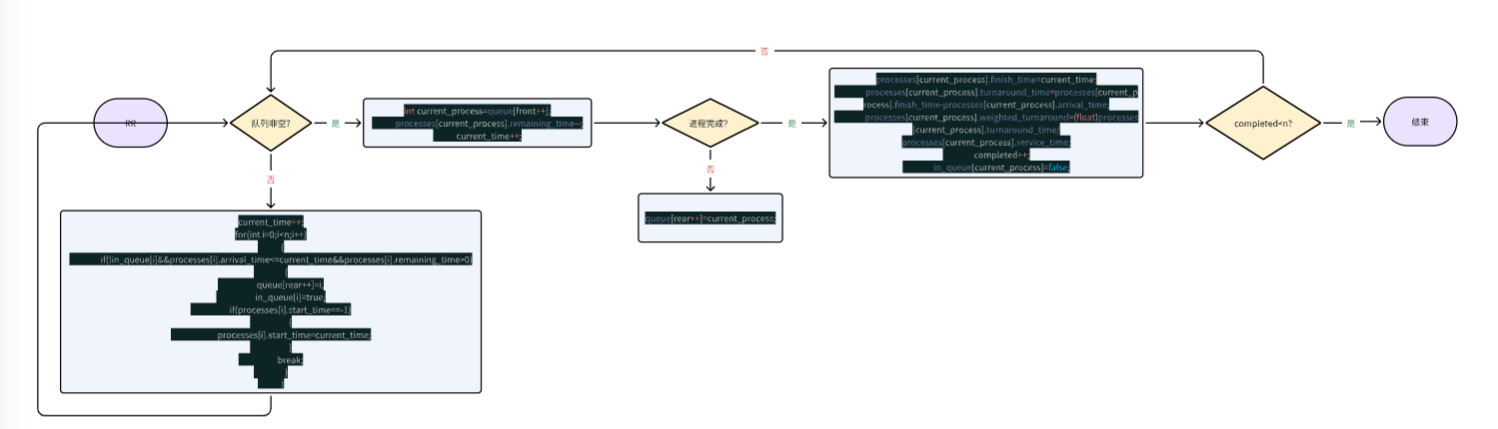 否
RR
队列非空?
是
int current_process=queue[front++];
processes[current_process].remaining_time--;
current_time++;
进程完成?
是
processes[current_process].finish_time=current_time;
processes[current_process].turnaround_time=processes[current_p
rocess].finish_time-processes[current_process].arrival_time;
processes[current_process].weighted_turnaround=(float)processes
[current_process].turnaround_time/
processes[current_process].service_time;
completed++;
in_queue[current_process]=false;
completed<n?
是
结束
否
current_time++;
for(int i=0;i<n;i++)
{
if(!in_queue[i]&&processes[i].arrival_time<=current_time&&processes[i].remaining_time>0)
{
queue[rear++]=i;
in_queue[i]=true;
if(processes[i].start_time==-1)
{
processes[i].start_time=current_time;
}
break;
}
}
否
queue[rear++]=current_process;